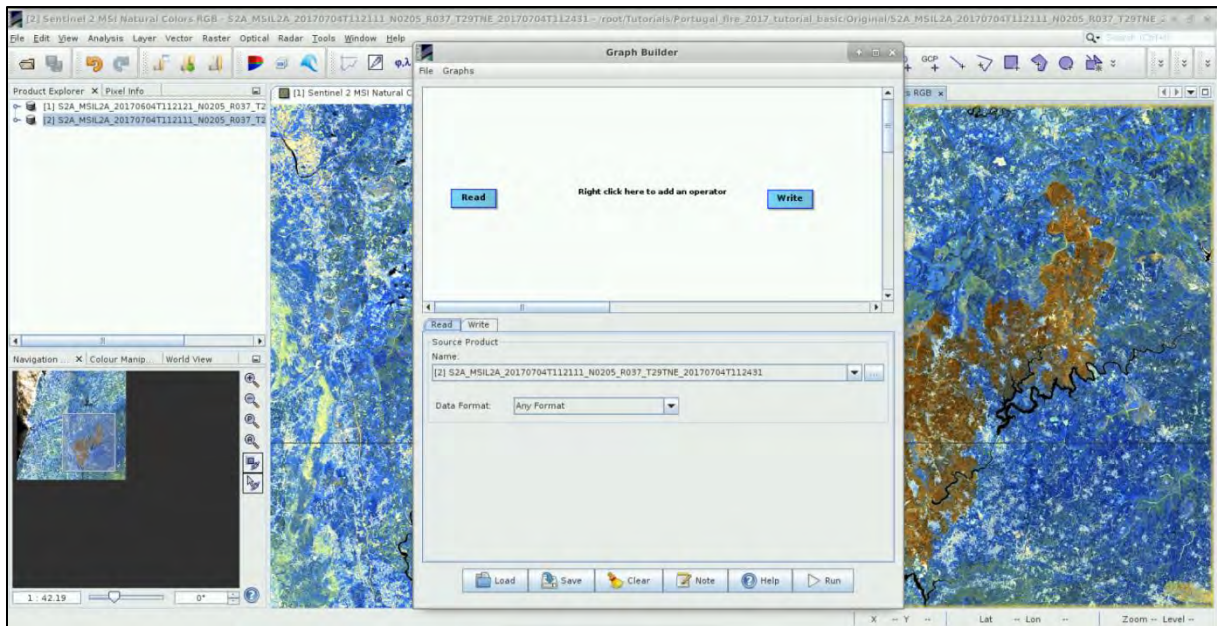 [2] Sentinel 2 MSI Natural Colors RGB - S2A_MSIL2A_20170704T112111_N0205_R037_T29TNE_20170704T112431 - /root/Tutorials/Portugal_fire_2017_tutorial_basic/Original/S2A_MSIL2A_20170704T112111_N0205_R037_T29TNE_2
File Edit View Analysis Layer Vector Raster Optical Radar Tools Window Help
Graph Builder
File Graphs
GCP
Product Explorer X Pixel Info
[1] Sentinel 2 MSI Natural C
s RGB x
[1] S2A_MSIL2A_20170604T112121_N0205_R037_T2
[2] S2A_MSIL2A_20170704T112111_N0205_R037_T2
Read
Right click here to add an operator
Write
Read Write
Source Product
Name:
[2] S2A_MSIL2A_20170704T112111_N0205_R037_T29TNE_20170704T112431
...
Data Format: Any Format
Navigation ... X Colour Manip... World View
Load Save Clear Note Help Run
1 : 42.19 0°
X -- Y -- Lat -- Lon -- Zoom -- Level --